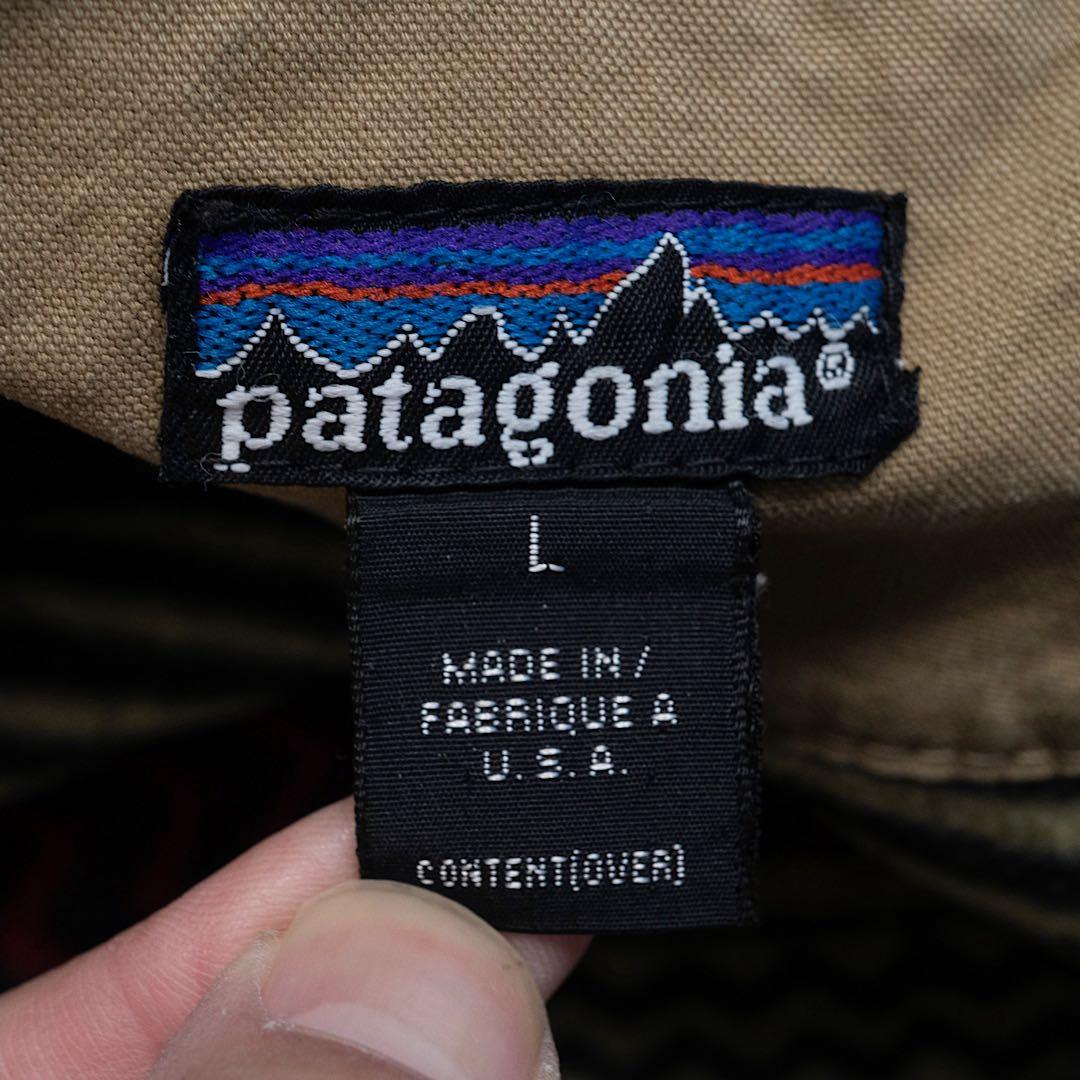 patagonia®
L
MADE IN /
FABRIQUE A
U.S.A.
CONTENT(OVER)